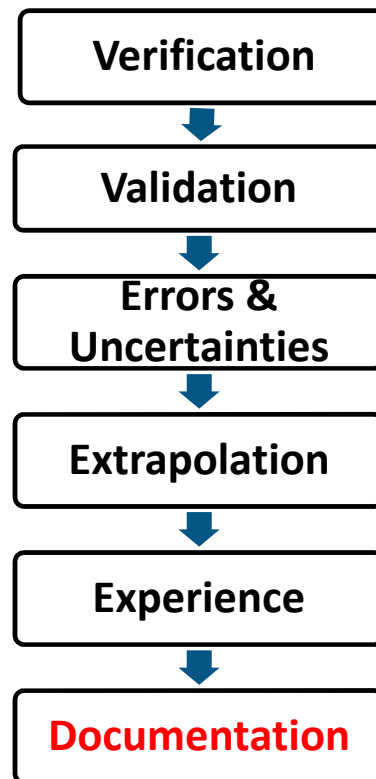 Verification
Validation
Errors &
Uncertainties
Extrapolation
Experience
Documentation